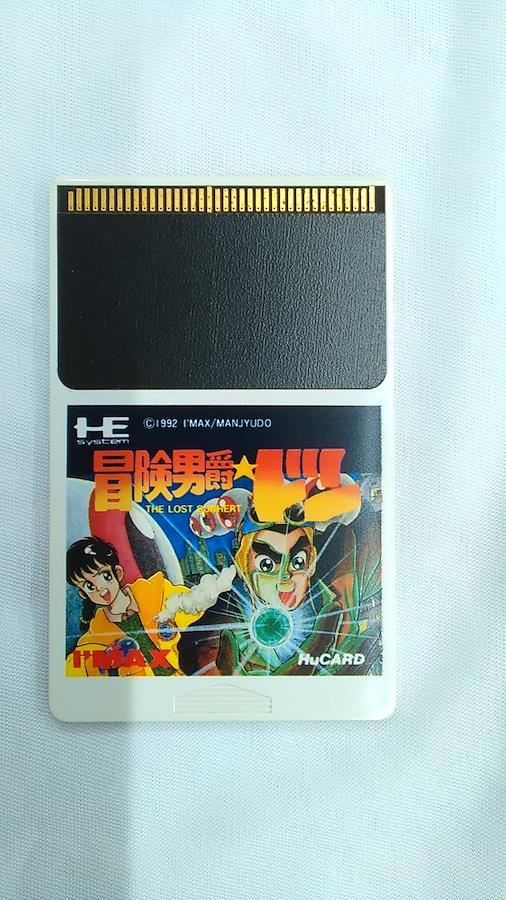 HE
SYSTEM
©1992 I'MAX/MANJYUDO
冒険男爵★ドン
THE LOST SUNHEART
I'MAX
HuCARD